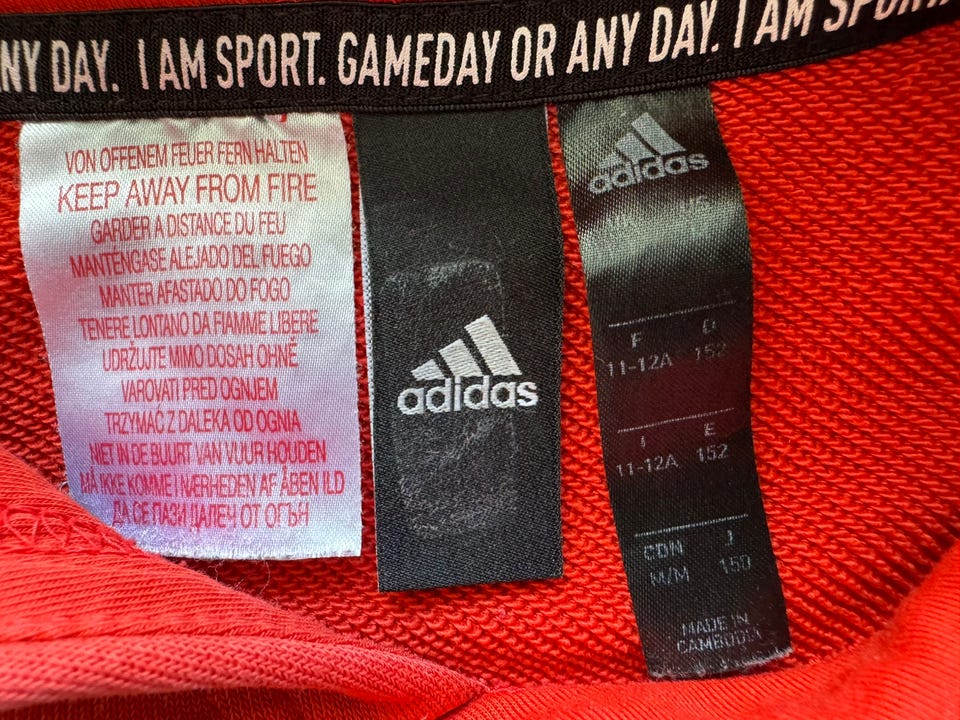 NY DAY. I AM SPORT. GAMEDAY OR ANY DAY. I AM SPORT
VON OFFENEM FEUER FERN HALTEN
KEEP AWAY FROM FIRE
GARDER A DISTANCE DU FEU
MANTENGASE ALEJADO DEL FUEGO
MANTER AFASTADO DO FOGO
TENERE LONTANO DA FIAMME LIBERE
UDRŽUJTE MIMO DOSAH OHNĚ
VAROVATI PRED OGNJEM
TRZYMAĆ Z DALEKA OD OGNIA
NIET IN DE BUURT VAN VUUR HOUDEN
MÅ IKKE KOMME I NÆRHEDEN AF ÅBEN ILD
ДА СЕ ПАЗИ ДАЛЕЧ ОТ ОГЪН
adidas
adidas
F D
11-12A 152
I E
11-12A 152
CDN J
M/M 150
MADE IN
CAMBODIA